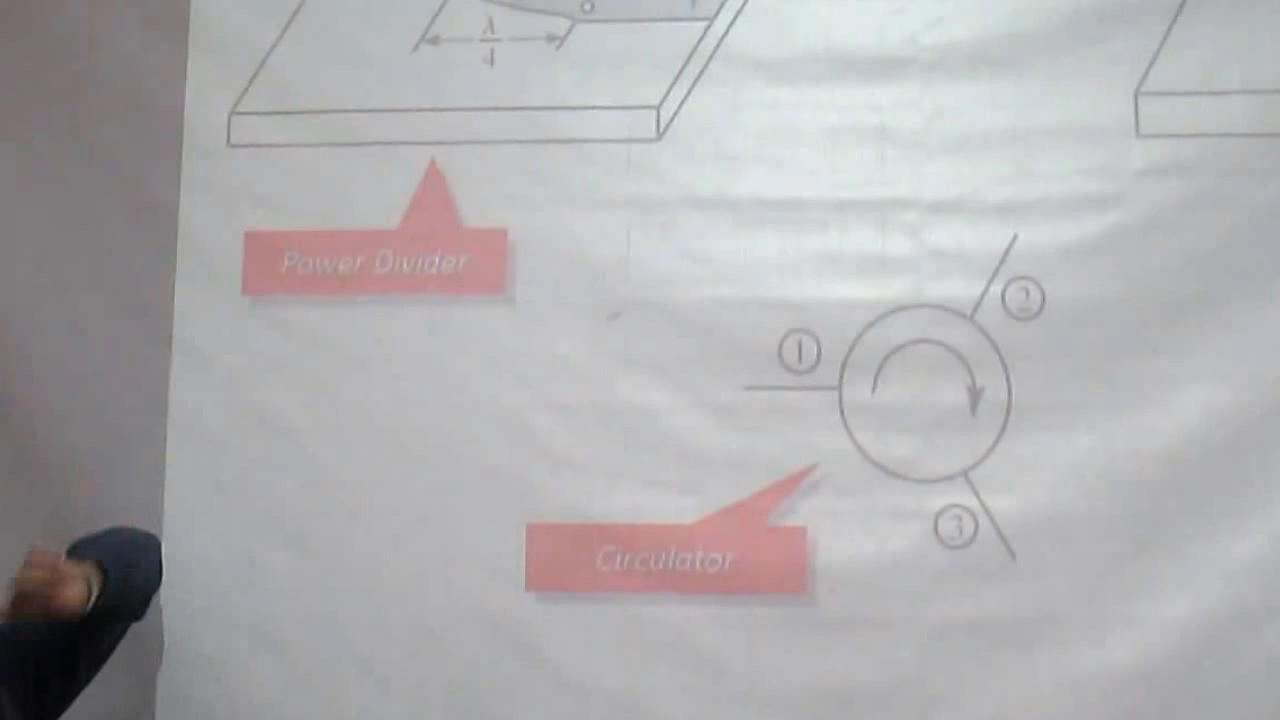 λ
4
Power Divider
2
1
3
Circulator